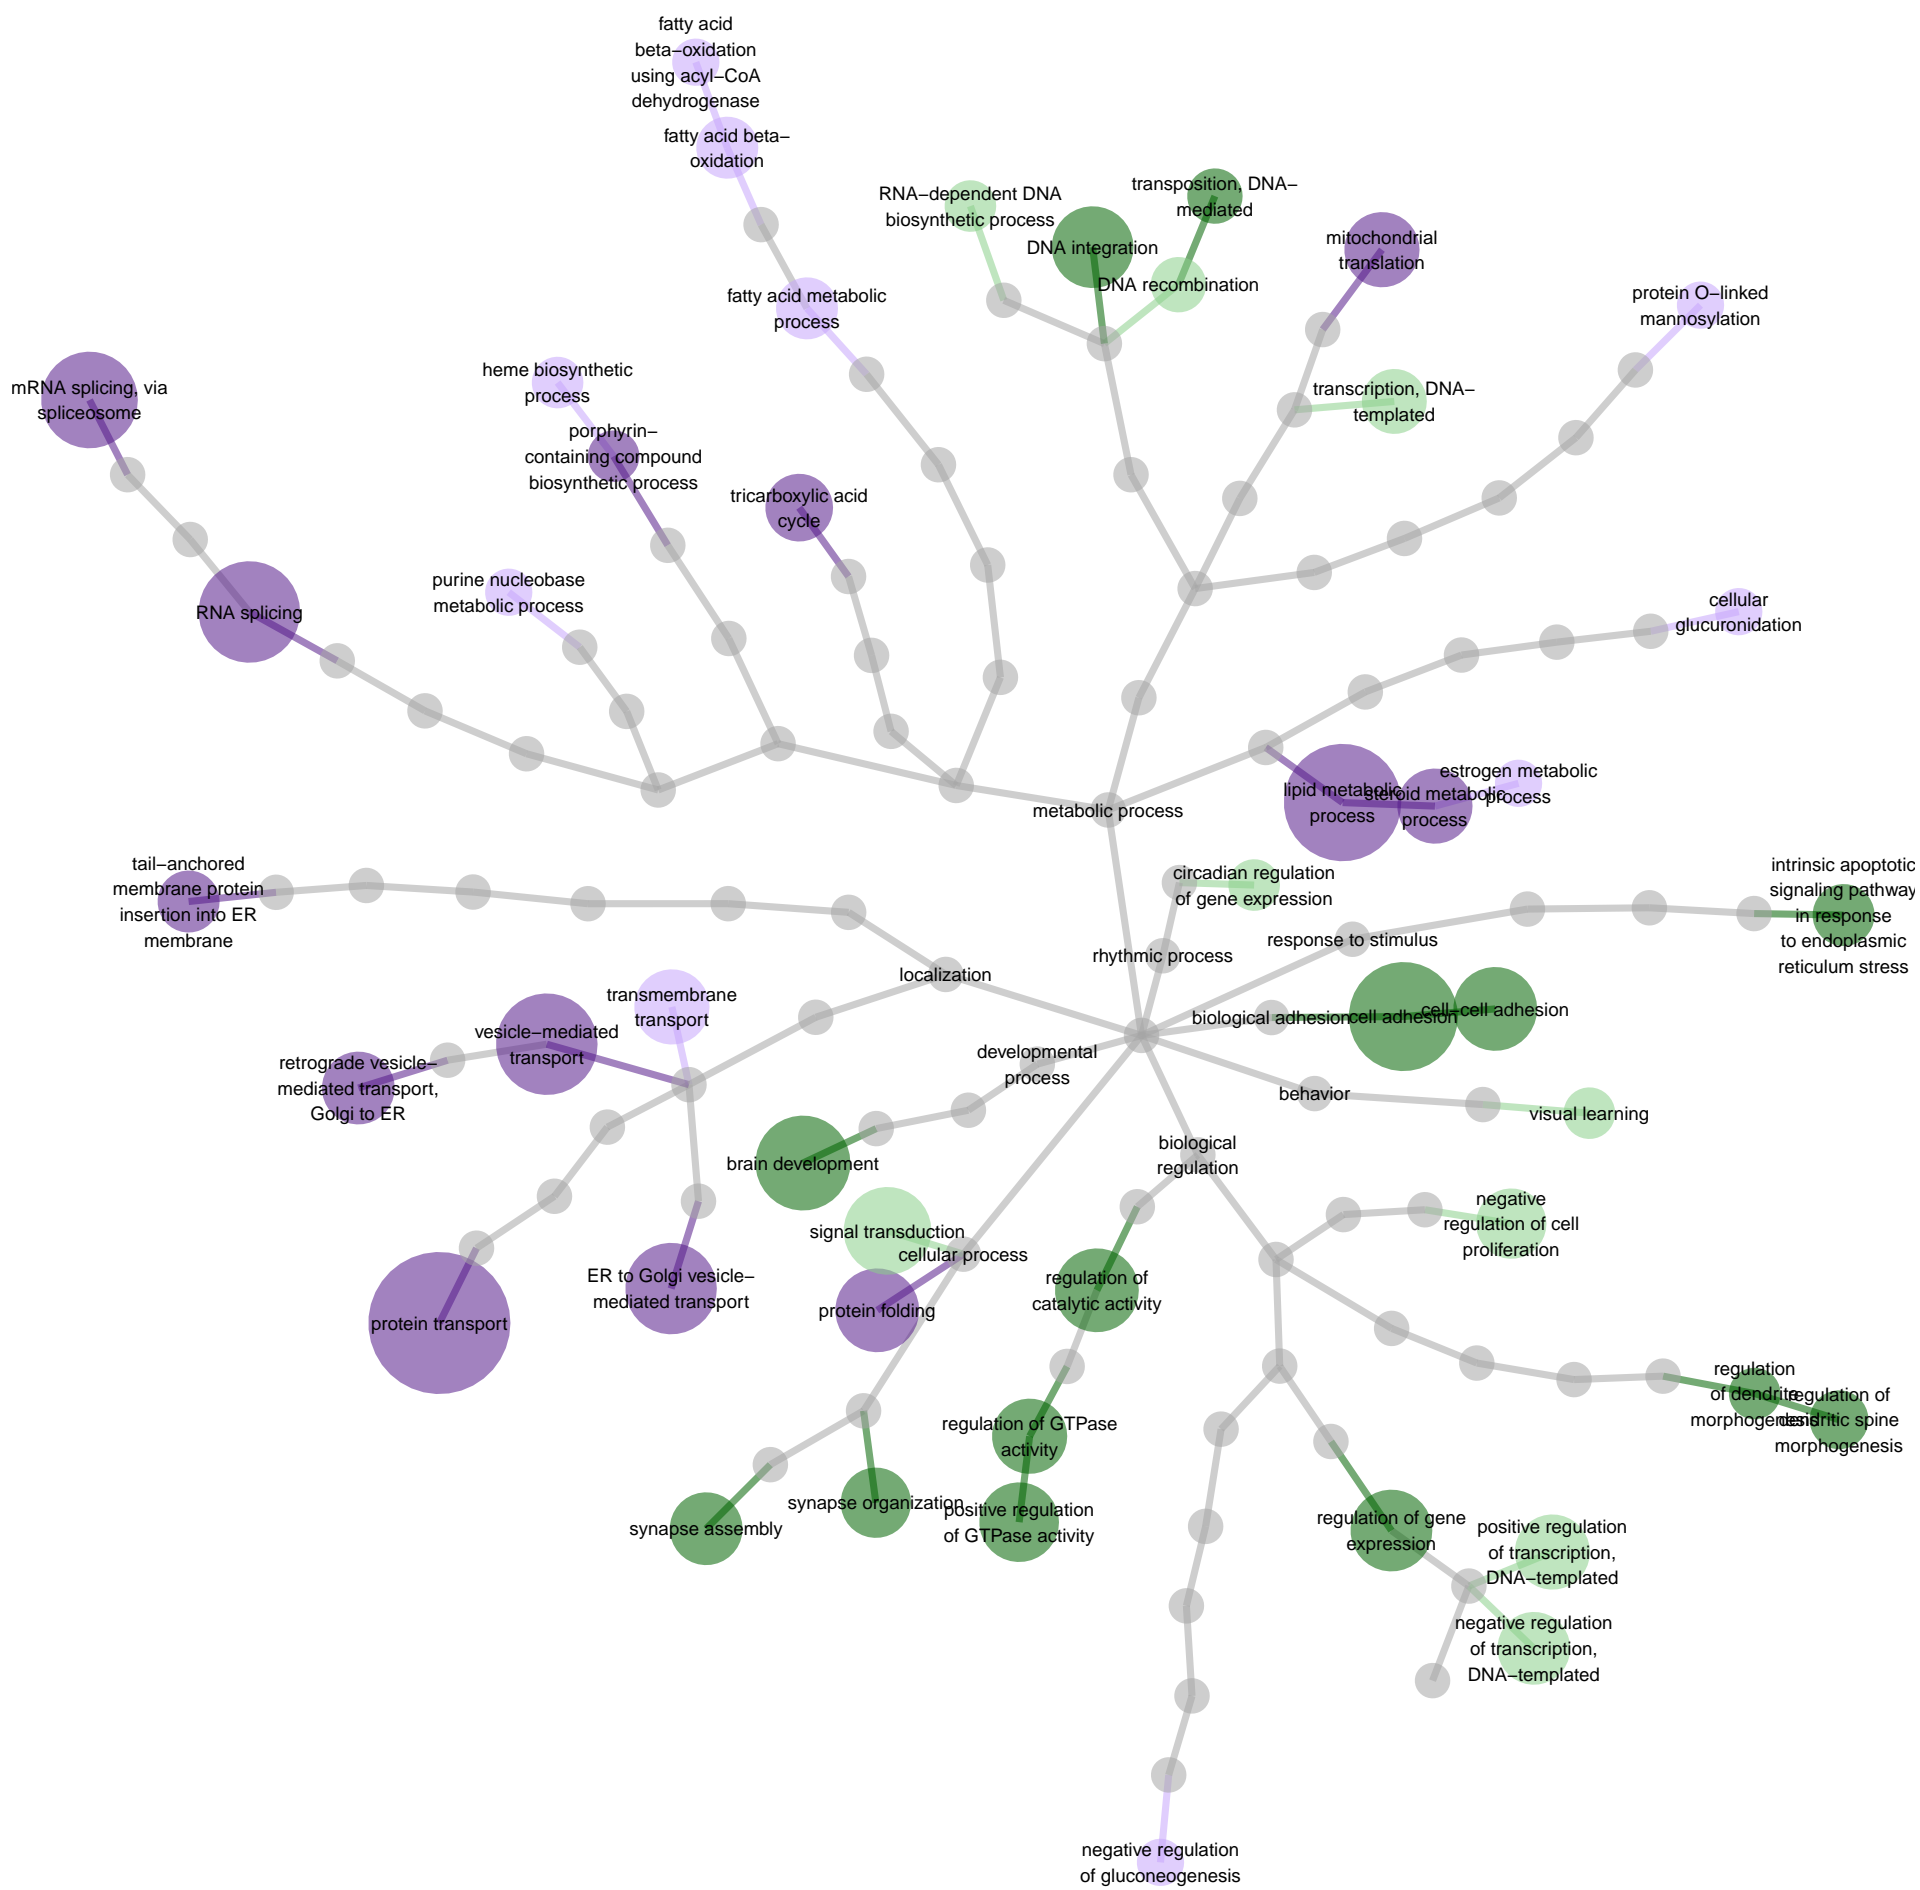 fatty acid
beta−oxidation
using acyl−CoA
dehydrogenase
fatty acid beta−
oxidation
RNA−dependent DNA
biosynthetic process
transposition, DNA−
mediated
DNA integration
DNA recombination
mitochondrial
translation
protein O−linked
mannosylation
fatty acid metabolic
process
heme biosynthetic
process
mRNA splicing, via
spliceosome
transcription, DNA−
templated
porphyrin−
containing compound
biosynthetic process
tricarboxylic acid
cycle
purine nucleobase
metabolic process
RNA splicing
cellular
glucuronidation
estrogen metabolic
process
lipid metabolic
process
steroid metabolic
process
metabolic process
tail−anchored
membrane protein
insertion into ER
membrane
circadian regulation
of gene expression
intrinsic apoptotic
signaling pathway
in response
to endoplasmic
reticulum stress
response to stimulus
rhythmic process
localization
transmembrane
transport
vesicle−mediated
transport
biological adhesion
cell adhesion
cell−cell adhesion
retrograde vesicle−
mediated transport,
Golgi to ER
developmental
process
behavior
visual learning
biological
regulation
brain development
signal transduction
cellular process
negative
regulation of cell
proliferation
ER to Golgi vesicle−
mediated transport
protein folding
protein transport
regulation of
catalytic activity
regulation
of dendrite
morphogenesis
regulation of
dendritic spine
morphogenesis
regulation of GTPase
activity
synapse organization
synapse assembly
positive regulation
of GTPase activity
regulation of gene
expression
positive regulation
of transcription,
DNA−templated
negative regulation
of transcription,
DNA−templated
negative regulation
of gluconeogenesis